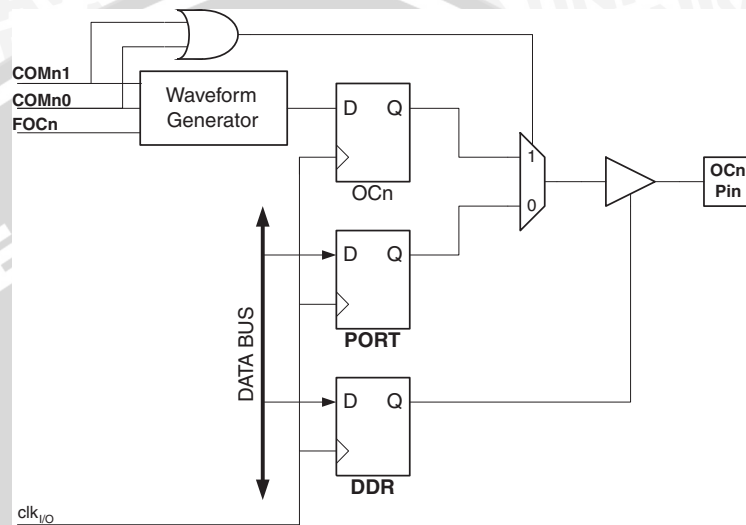 COMn1
COMn0
FOCn
Waveform
Generator
D Q
OCn
1
0
OCn
Pin
D Q
PORT
DATA BUS
D Q
DDR
clkI/O